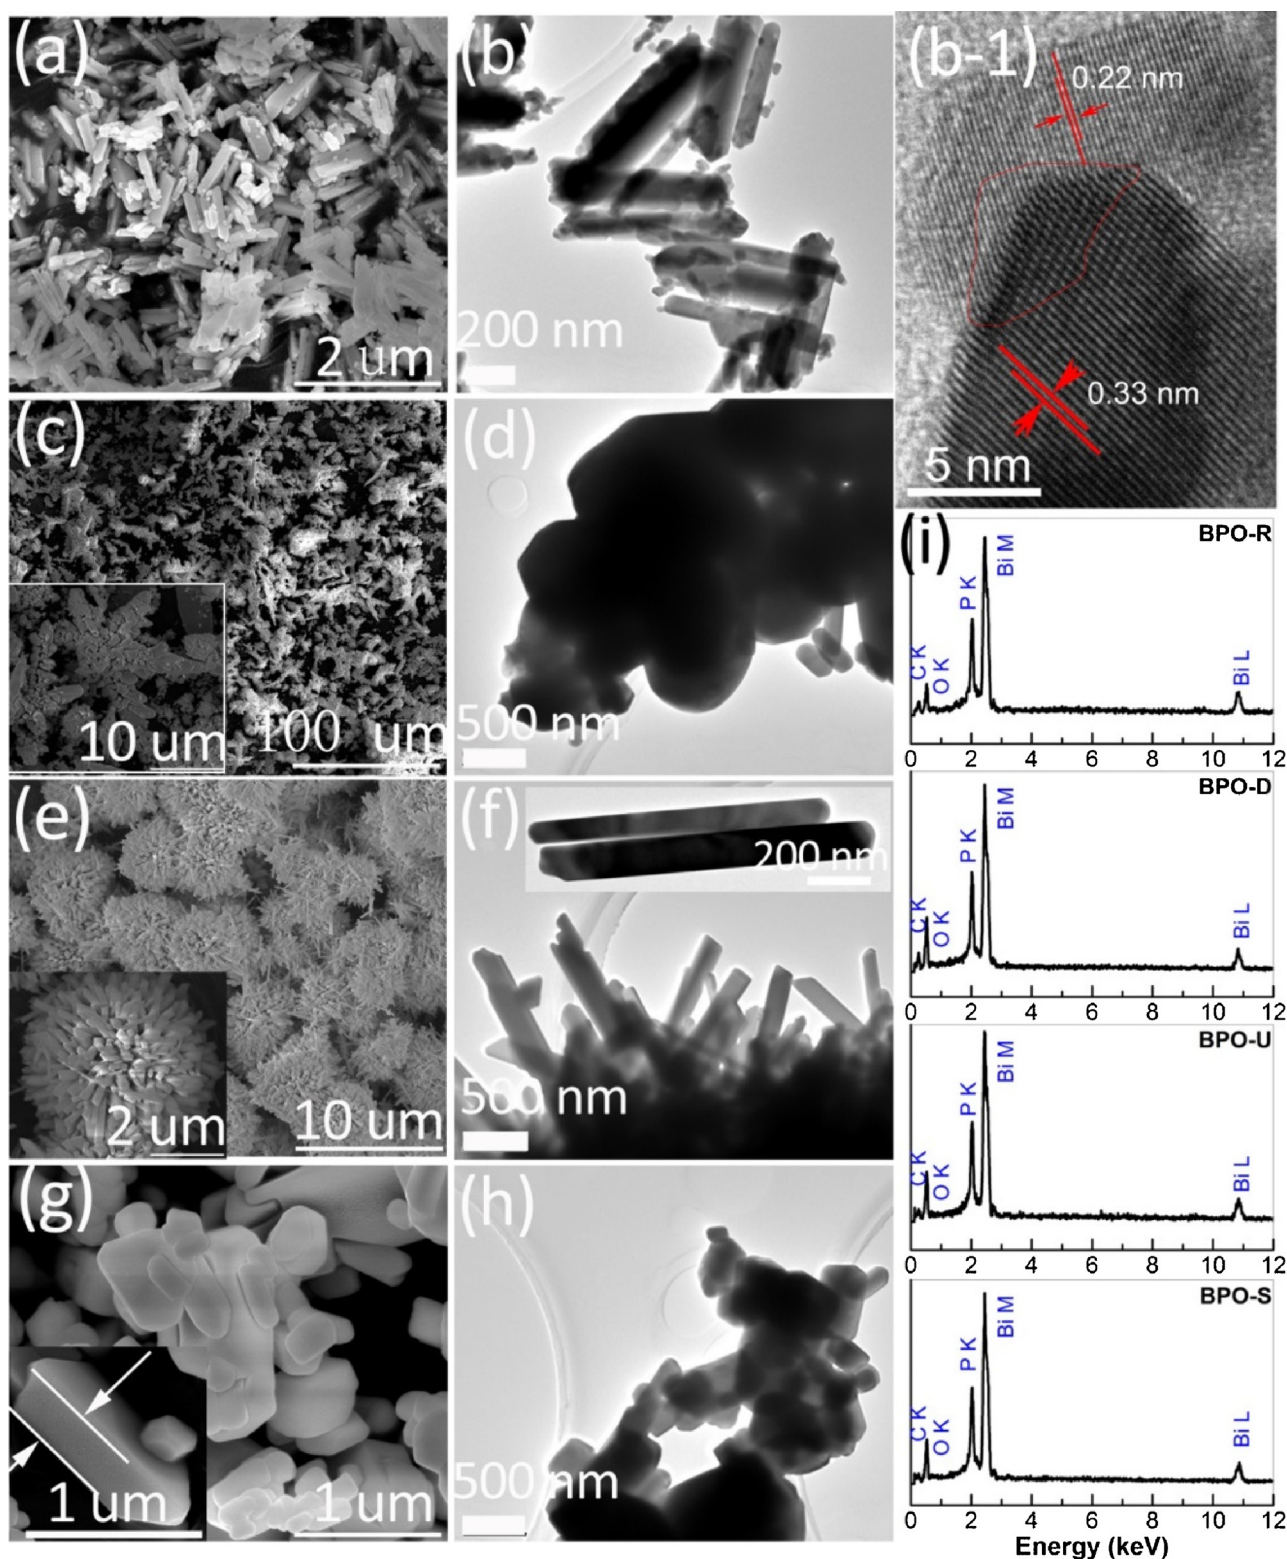 (a)
2 um
(b)
200 nm
(b-1)
0.22 nm
0.33 nm
5 nm
(c)
10 um
100 um
(d)
500 nm
(e)
2 um
10 um
(f)
200 nm
500 nm
(g)
1 um
1 um
(h)
500 nm
(i)
BPO-R
C K
O K
P K
Bi M
Bi L
0 2 4 6 8 10 12
BPO-D
C K
O K
P K
Bi M
Bi L
0 2 4 6 8 10 12
BPO-U
C K
O K
P K
Bi M
Bi L
0 2 4 6 8 10 12
BPO-S
C K
O K
P K
Bi M
Bi L
0 2 4 6 8 10 12
Energy (keV)